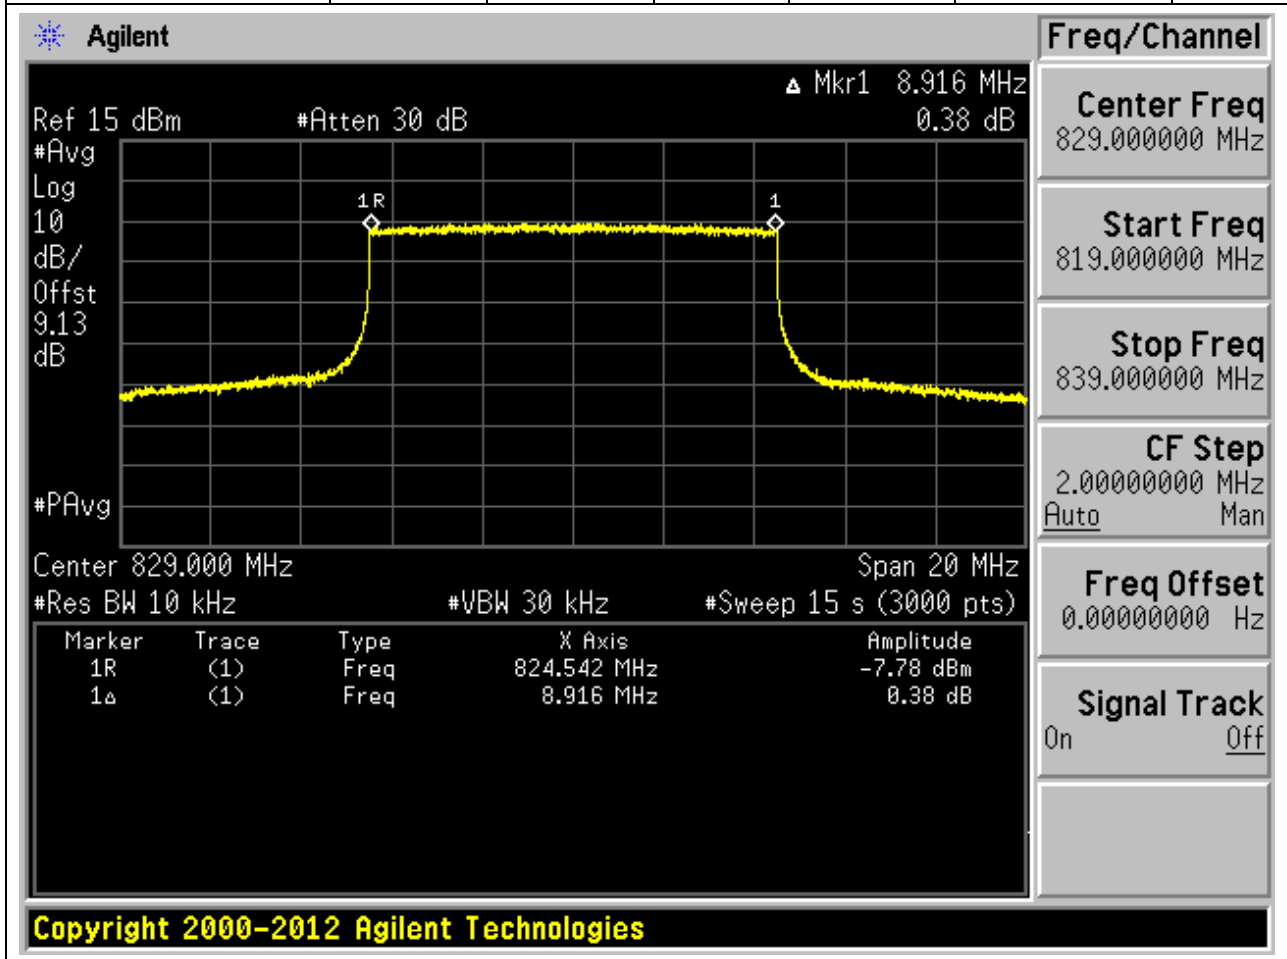 Agilent
Freq/Channel
Δ Mkr1 8.916 MHz
Ref 15 dBm #Atten 30 dB 0.38 dB
#Avg
Log
10
dB/
Offst
9.13
dB
1R
1
#PAvg
Center 829.000 MHz Span 20 MHz
#Res BW 10 kHz #VBW 30 kHz #Sweep 15 s (3000 pts)
Marker Trace Type X Axis Amplitude
1R (1) Freq 824.542 MHz -7.78 dBm
1Δ (1) Freq 8.916 MHz 0.38 dB
Center Freq
829.000000 MHz
Start Freq
819.000000 MHz
Stop Freq
839.000000 MHz
CF Step
2.00000000 MHz
Auto Man
Freq Offset
0.00000000 Hz
Signal Track
On Off
Copyright 2000-2012 Agilent Technologies